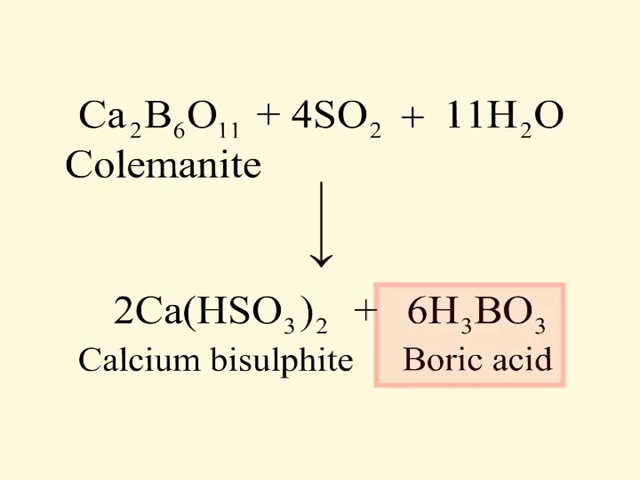 Ca₂B₆O₁₁ + 4SO₂ + 11H₂O
Colemanite
↓
2Ca(HSO₃)₂ + 6H₃BO₃
Calcium bisulphite Boric acid